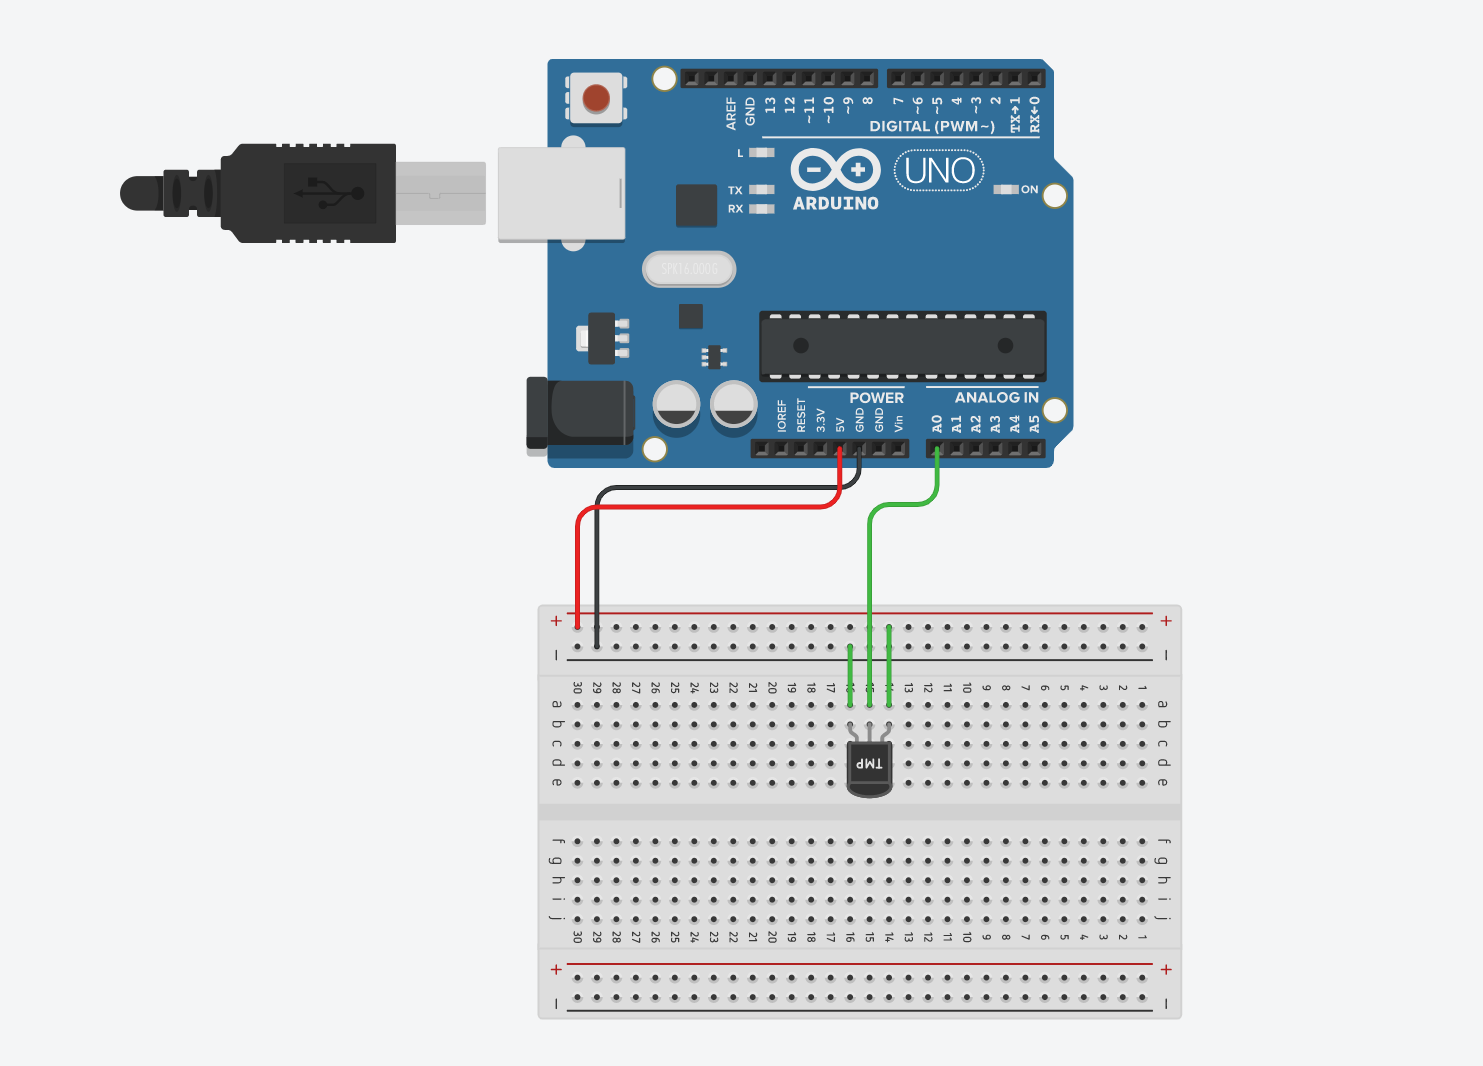 AREF GND 13 12 ~11 ~10 ~9 8 7 ~6 ~5 4 ~3 2 TX→1 RX←0
DIGITAL (PWM~)
L
TX
RX
UNO
ON
ARDUINO
SPK16.000G
POWER
ANALOG IN
IOREF RESET 3.3V 5V GND GND Vin A0 A1 A2 A3 A4 A5
+ +
− −
30 29 28 27 26 25 24 23 22 21 20 19 18 17 16 15 14 13 12 11 10 9 8 7 6 5 4 3 2 1
a a
b b
c c
TMP
d d
e e
f f
g g
h h
i i
j j
30 29 28 27 26 25 24 23 22 21 20 19 18 17 16 15 14 13 12 11 10 9 8 7 6 5 4 3 2 1
+ +
− −